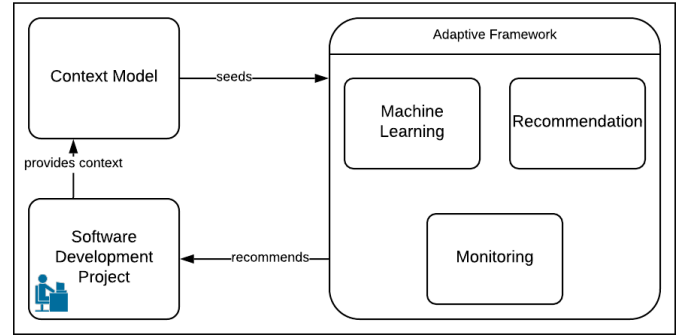 Adaptive Framework
Context Model
seeds
Machine
Learning
Recommendation
provides context
Software
Development
Project
recommends
Monitoring